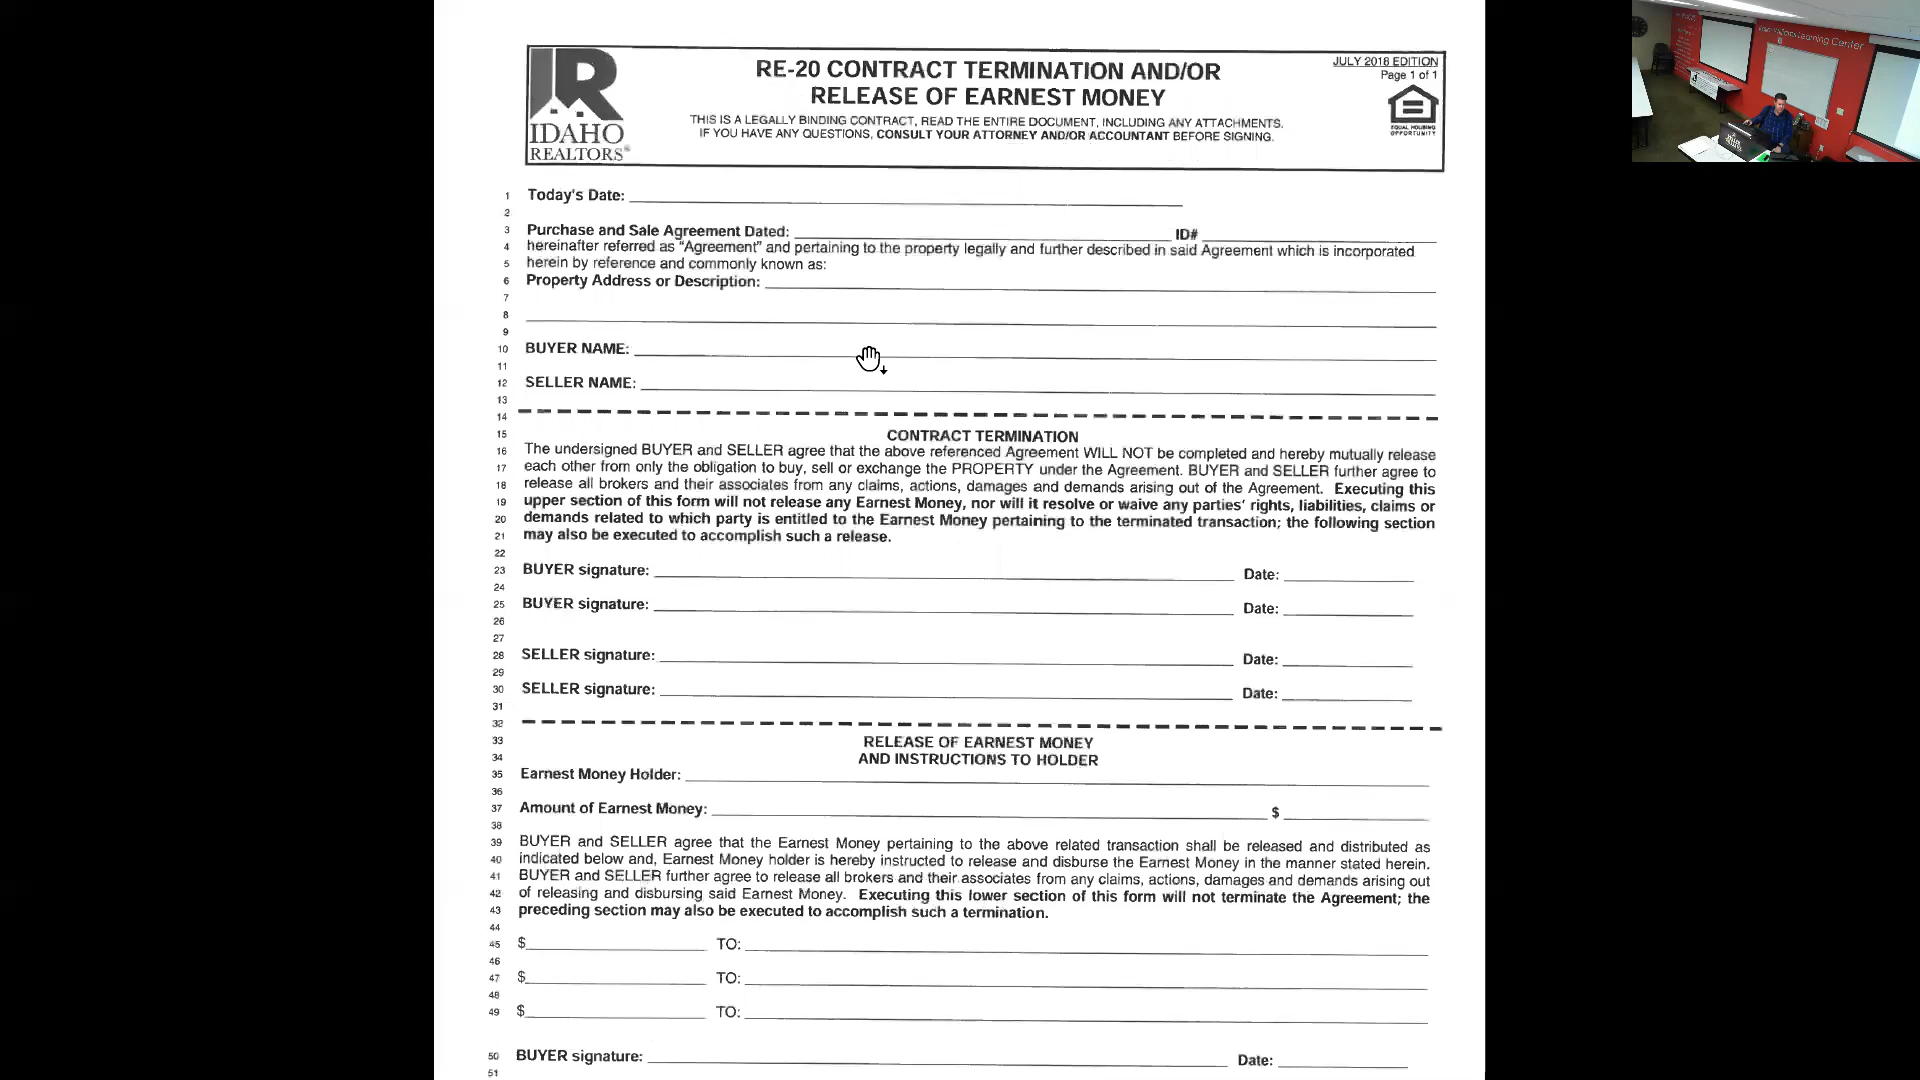 IDAHO
REALTORS®
RE-20 CONTRACT TERMINATION AND/OR
RELEASE OF EARNEST MONEY
THIS IS A LEGALLY BINDING CONTRACT, READ THE ENTIRE DOCUMENT, INCLUDING ANY ATTACHMENTS.
IF YOU HAVE ANY QUESTIONS, CONSULT YOUR ATTORNEY AND/OR ACCOUNTANT BEFORE SIGNING.
JULY 2018 EDITION
Page 1 of 1
EQUAL HOUSING
OPPORTUNITY
1 Today's Date:
2
3 Purchase and Sale Agreement Dated: ID#
4 hereinafter referred as "Agreement" and pertaining to the property legally and further described in said Agreement which is incorporated
5 herein by reference and commonly known as:
6 Property Address or Description:
7
8
9
10 BUYER NAME:
11
12 SELLER NAME:
13
14
15 CONTRACT TERMINATION
16 The undersigned BUYER and SELLER agree that the above referenced Agreement WILL NOT be completed and hereby mutually release
17 each other from only the obligation to buy, sell or exchange the PROPERTY under the Agreement. BUYER and SELLER further agree to
18 release all brokers and their associates from any claims, actions, damages and demands arising out of the Agreement. Executing this
19 upper section of this form will not release any Earnest Money, nor will it resolve or waive any parties' rights, liabilities, claims or
20 demands related to which party is entitled to the Earnest Money pertaining to the terminated transaction; the following section
21 may also be executed to accomplish such a release.
22
23 BUYER signature: Date:
24
25 BUYER signature: Date:
26
27
28 SELLER signature: Date:
29
30 SELLER signature: Date:
31
32
33 RELEASE OF EARNEST MONEY
34 AND INSTRUCTIONS TO HOLDER
35 Earnest Money Holder:
36
37 Amount of Earnest Money: $
38
39 BUYER and SELLER agree that the Earnest Money pertaining to the above related transaction shall be released and distributed as
40 indicated below and, Earnest Money holder is hereby instructed to release and disburse the Earnest Money in the manner stated herein.
41 BUYER and SELLER further agree to release all brokers and their associates from any claims, actions, damages and demands arising out
42 of releasing and disbursing said Earnest Money. Executing this lower section of this form will not terminate the Agreement; the
43 preceding section may also be executed to accomplish such a termination.
44
45 $ TO:
46
47 $ TO:
48
49 $ TO:
50 BUYER signature: Date:
51
Learning Center